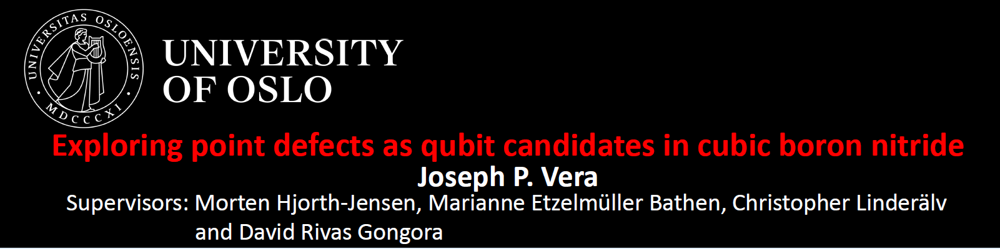 UNIVERSITAS OSLOENSIS
MDCCCXI
UNIVERSITY
OF OSLO
Exploring point defects as qubit candidates in cubic boron nitride
Joseph P. Vera
Supervisors: Morten Hjorth-Jensen, Marianne Etzelmüller Bathen, Christopher Linderälv
and David Rivas Gongora